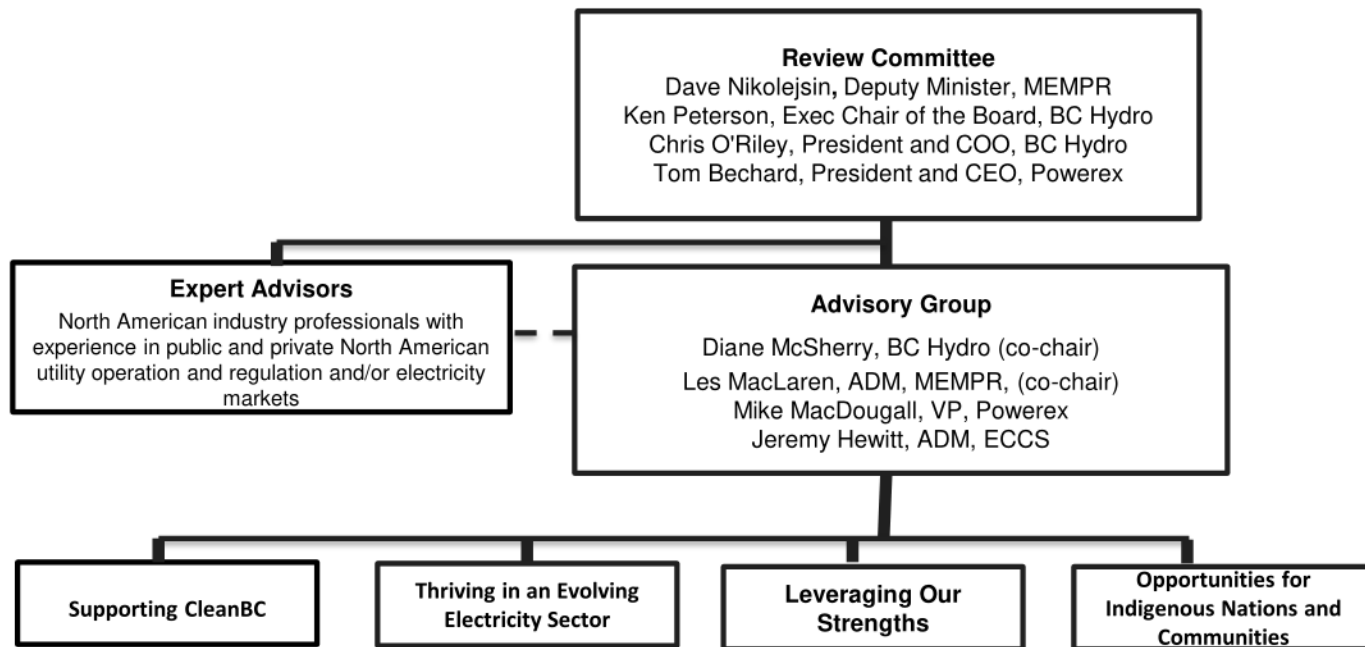 Review Committee
Dave Nikolejsin, Deputy Minister, MEMPR
Ken Peterson, Exec Chair of the Board, BC Hydro
Chris O'Riley, President and COO, BC Hydro
Tom Bechard, President and CEO, Powerex
Expert Advisors
North American industry professionals with
experience in public and private North American
utility operation and regulation and/or electricity
markets
Advisory Group
Diane McSherry, BC Hydro (co-chair)
Les MacLaren, ADM, MEMPR, (co-chair)
Mike MacDougall, VP, Powerex
Jeremy Hewitt, ADM, ECCS
Supporting CleanBC
Thriving in an Evolving
Electricity Sector
Leveraging Our
Strengths
Opportunities for
Indigenous Nations and
Communities